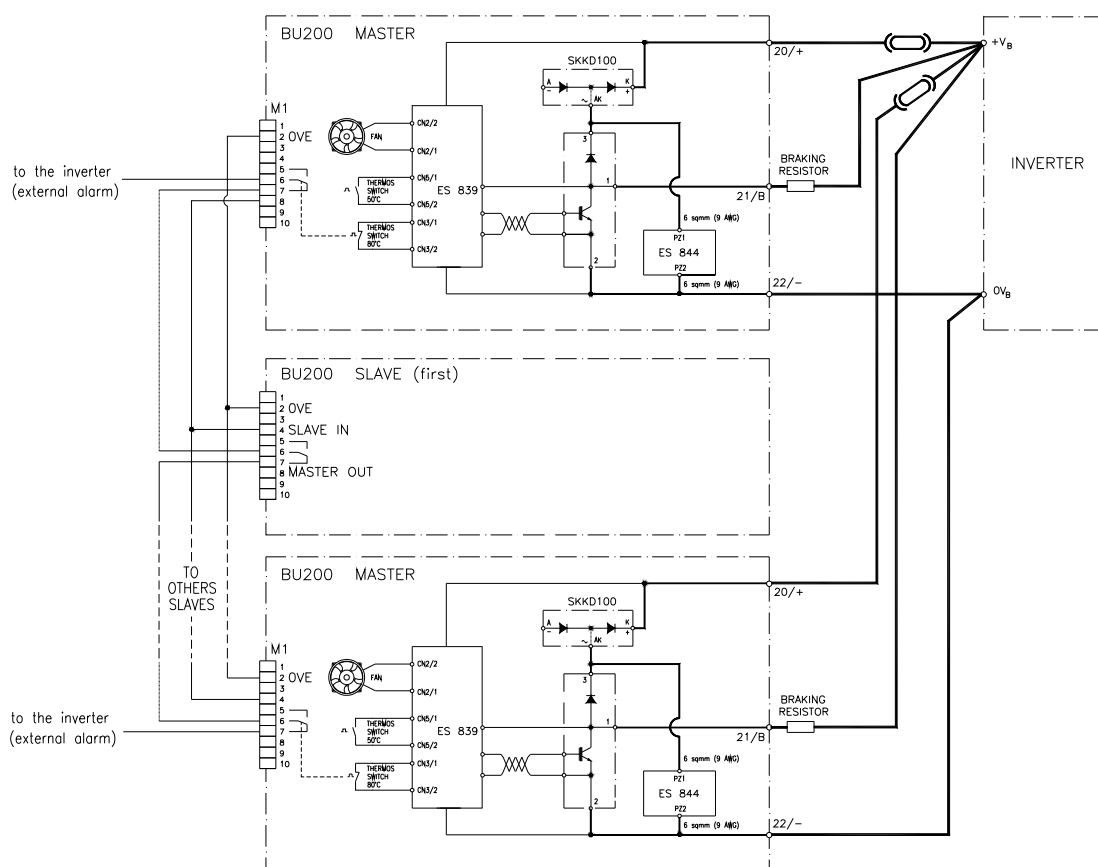 BU200 MASTER
20/+
+VB
SKKD100
A
-
K
+
~ AK
M1
1
2 OVE
3
4
5
6
7
8
9
10
FAN
CN2/2
CN2/1
CN5/1
CN5/2
CN3/1
CN3/2
THERMOS
SWITCH
50°C
THERMOS
SWITCH
80°C
ES 839
3
1
2
21/B
BRAKING
RESISTOR
INVERTER
6 sqmm (9 AWG)
PZ1
ES 844
PZ2
6 sqmm (9 AWG)
22/-
0VB
to the inverter
(external alarm)
BU200 SLAVE (first)
1
2 OVE
3
4 SLAVE IN
5
6
7
8 MASTER OUT
9
10
TO
OTHERS
SLAVES
BU200 MASTER
20/+
SKKD100
A
-
K
+
~ AK
M1
1
2 OVE
3
4
5
6
7
8
9
10
FAN
CN2/2
CN2/1
CN5/1
CN5/2
CN3/1
CN3/2
THERMOS
SWITCH
50°C
THERMOS
SWITCH
80°C
ES 839
3
1
2
21/B
BRAKING
RESISTOR
6 sqmm (9 AWG)
PZ1
ES 844
PZ2
6 sqmm (9 AWG)
22/-
to the inverter
(external alarm)